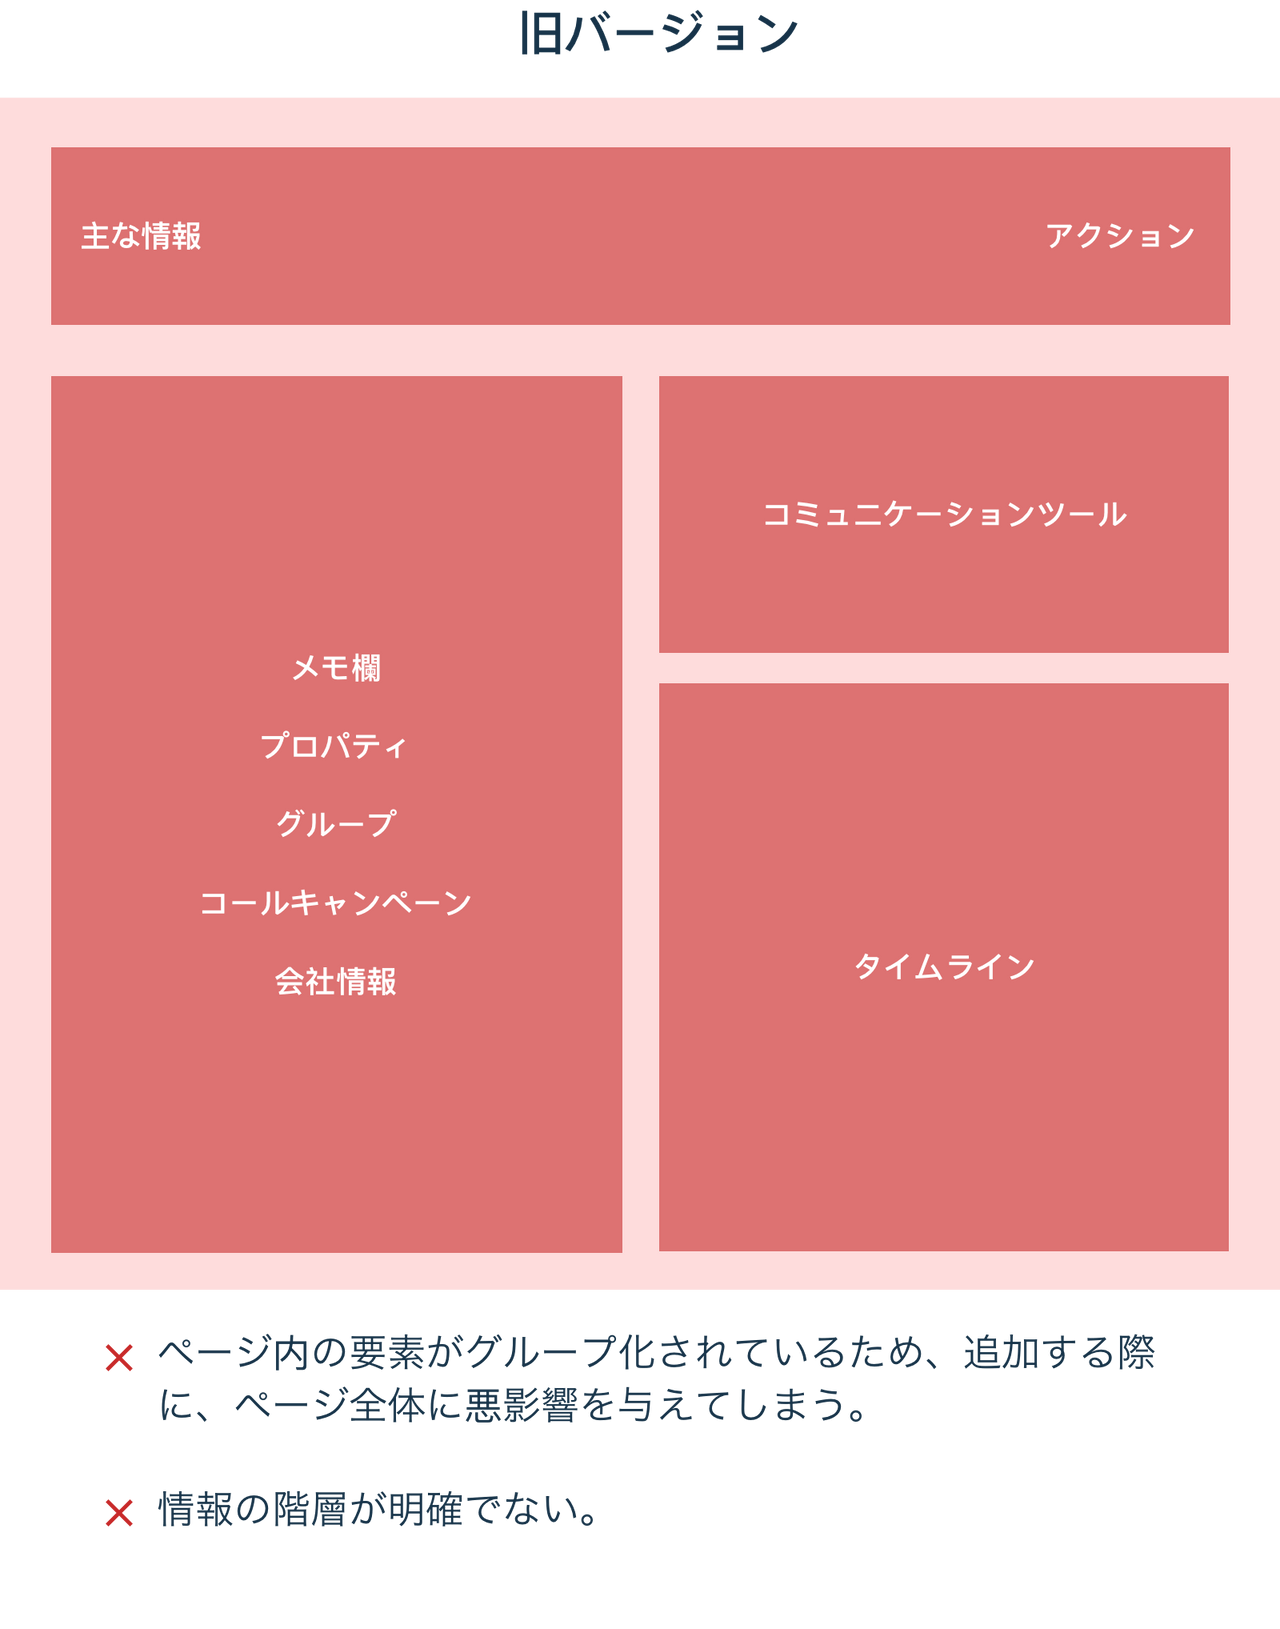 旧バージョン
主な情報
アクション
メモ欄
プロパティ
グループ
コールキャンペーン
会社情報
コミュニケーションツール
タイムライン
✕ ページ内の要素がグループ化されているため、追加する際
に、ページ全体に悪影響を与えてしまう。
✕ 情報の階層が明確でない。